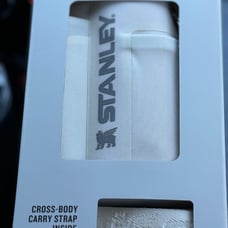 STANLEY.
CROSS-BODY
CARRY STRAP
INSIDE